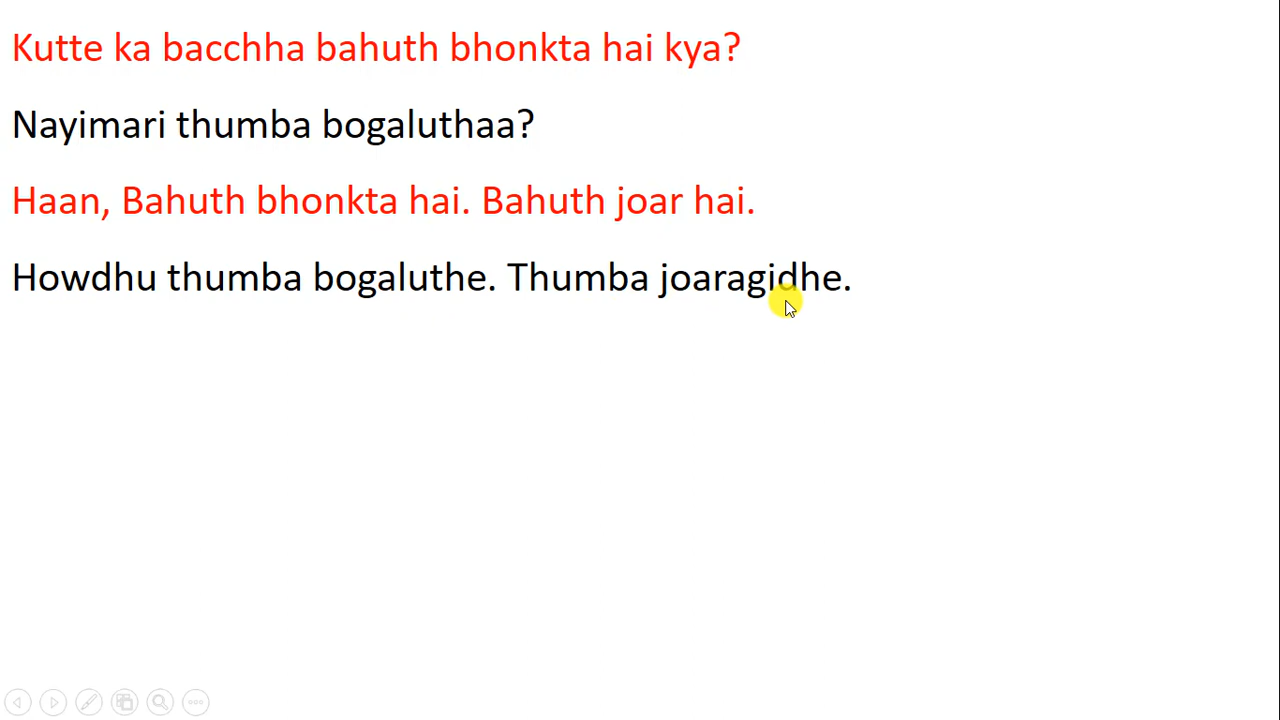 Kutte ka bacchha bahuth bhonkta hai kya?
Nayimari thumba bogaluthaa?
Haan, Bahuth bhonkta hai. Bahuth joar hai.
Howdhu thumba bogaluthe. Thumba joaragidhe.